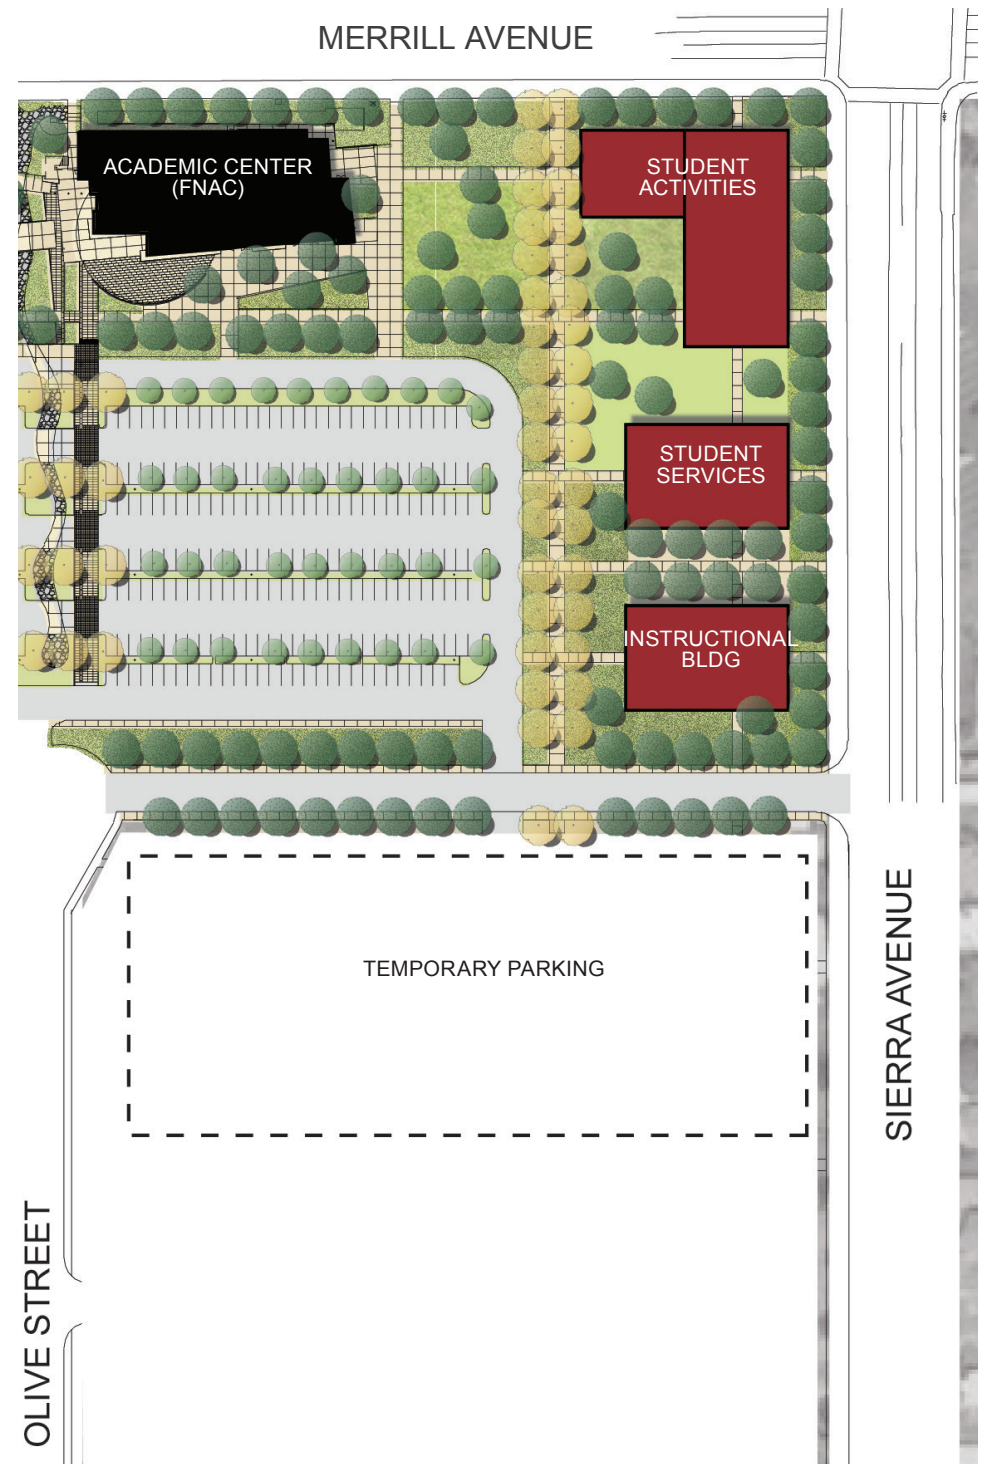 MERRILL AVENUE
ACADEMIC CENTER
(FNAC)
STUDENT
ACTIVITIES
STUDENT
SERVICES
INSTRUCTIONAL
BLDG
TEMPORARY PARKING
SIERRA AVENUE
OLIVE STREET